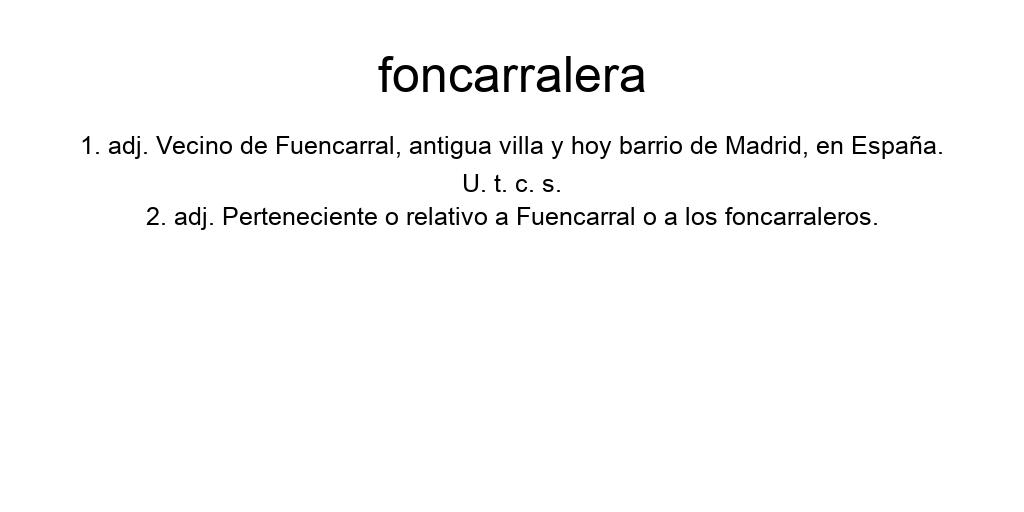 foncarralera
1. adj. Vecino de Fuencarral, antigua villa y hoy barrio de Madrid, en España.
U. t. c. s.
2. adj. Perteneciente o relativo a Fuencarral o a los foncarraleros.